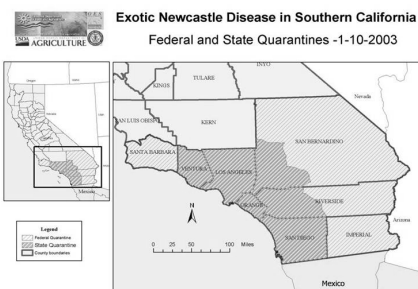 Exotic Newcastle Disease in Southern California
USDA AGRICULTURE
Federal and State Quarantines -1-10-2003
Oregon
Mexico
Legend
Federal Quarantine
State Quarantine
County boundaries
INYO
TULARE
KINGS
Nevada
SAN LUIS OBISPO
KERN
SANTA BARBARA
SAN BERNARDINO
VENTURA
LOS ANGELES
ORANGE
RIVERSIDE
Arizona
SAN DIEGO
IMPERIAL
N
0 25 50 100 Miles
Mexico